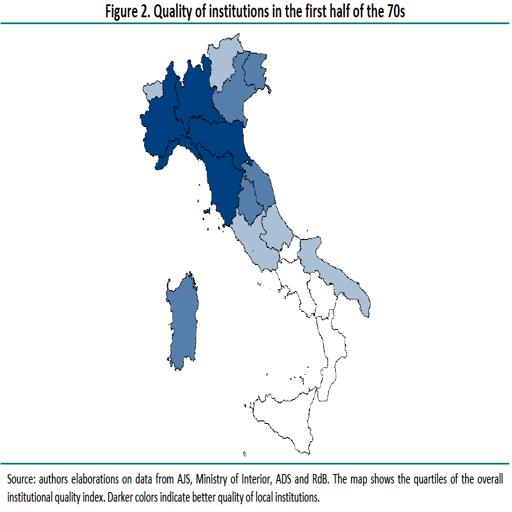 Figure 2. Quality of institutions in the first half of the 70s
Source: authors elaborations on data from AJS, Ministry of Interior, ADS and RdB. The map shows the quartiles of the overall
institutional quality index. Darker colors indicate better quality of local institutions.